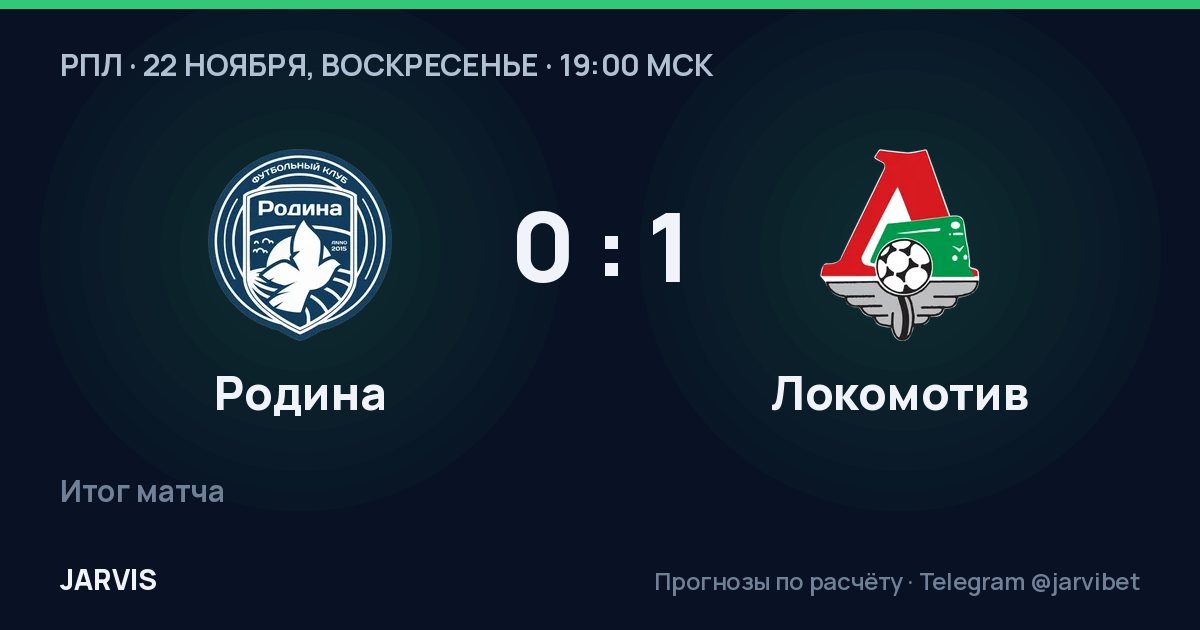 РПЛ · 22 НОЯБРЯ, ВОСКРЕСЕНЬЕ · 19:00 МСК
ФУТБОЛЬНЫЙ КЛУБ
Родина
ANNO
2015
0 : 1
Родина
Локомотив
Итог матча
JARVIS
Прогнозы по расчёту · Telegram @jarvibet